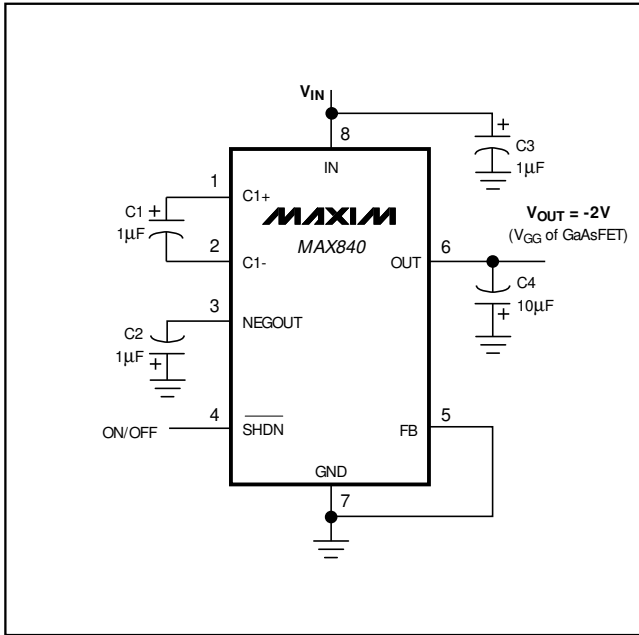 VIN
8
+
C3
1µF
IN
1
C1+
C1
+
1µF
MAXIM
MAX840
VOUT = -2V
(VGG of GaAsFET)
2
C1-
OUT
6
C4
10µF
+
3
NEGOUT
C2
1µF
+
4
ON/OFF
SHDN
FB
5
GND
7